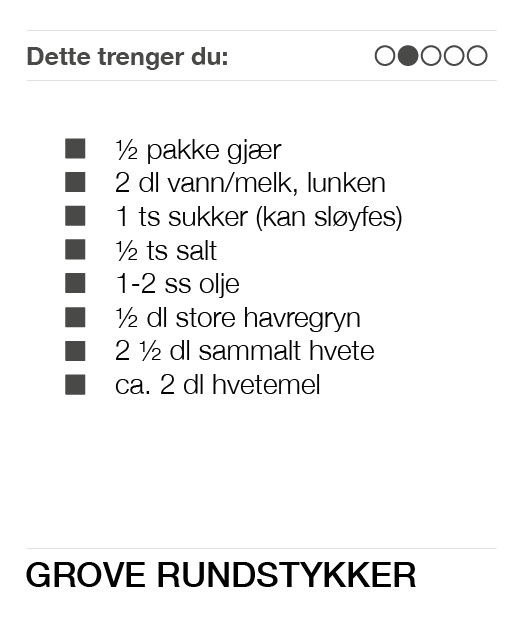 Dette trenger du:
½ pakke gjær
2 dl vann/melk, lunken
1 ts sukker (kan sløyfes)
½ ts salt
1-2 ss olje
½ dl store havregryn
2 ½ dl sammalt hvete
ca. 2 dl hvetemel
GROVE RUNDSTYKKER